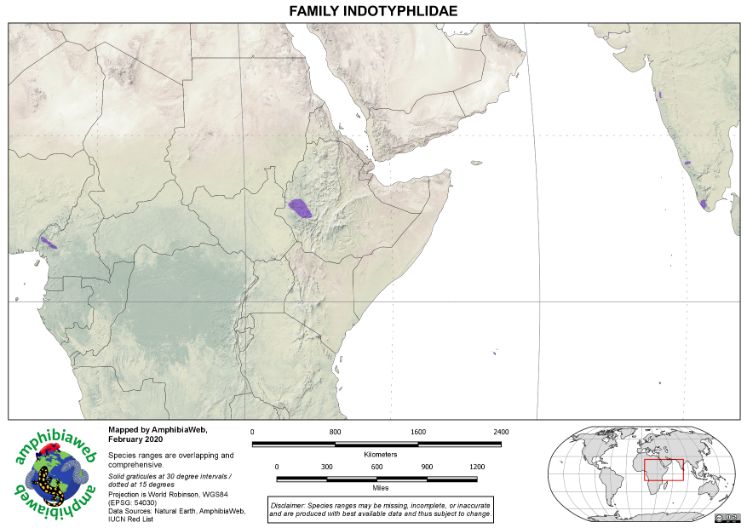 FAMILY INDOTYPHLIDAE
amphibiaweb
amphibiaweb
Mapped by AmphibiaWeb,
February 2020
Species ranges are overlapping and
comprehensive.
Solid graticules at 30 degree intervals /
dotted at 15 degrees
Projection is World Robinson, WGS84
(EPSG: 54030)
Data Sources: Natural Earth, AmphibiaWeb,
IUCN Red List
0 800 1600 2400
Kilometers
0 300 600 900 1200
Miles
Disclaimer: Species ranges may be missing, incomplete, or inaccurate
and are produced with best available data and thus subject to change.